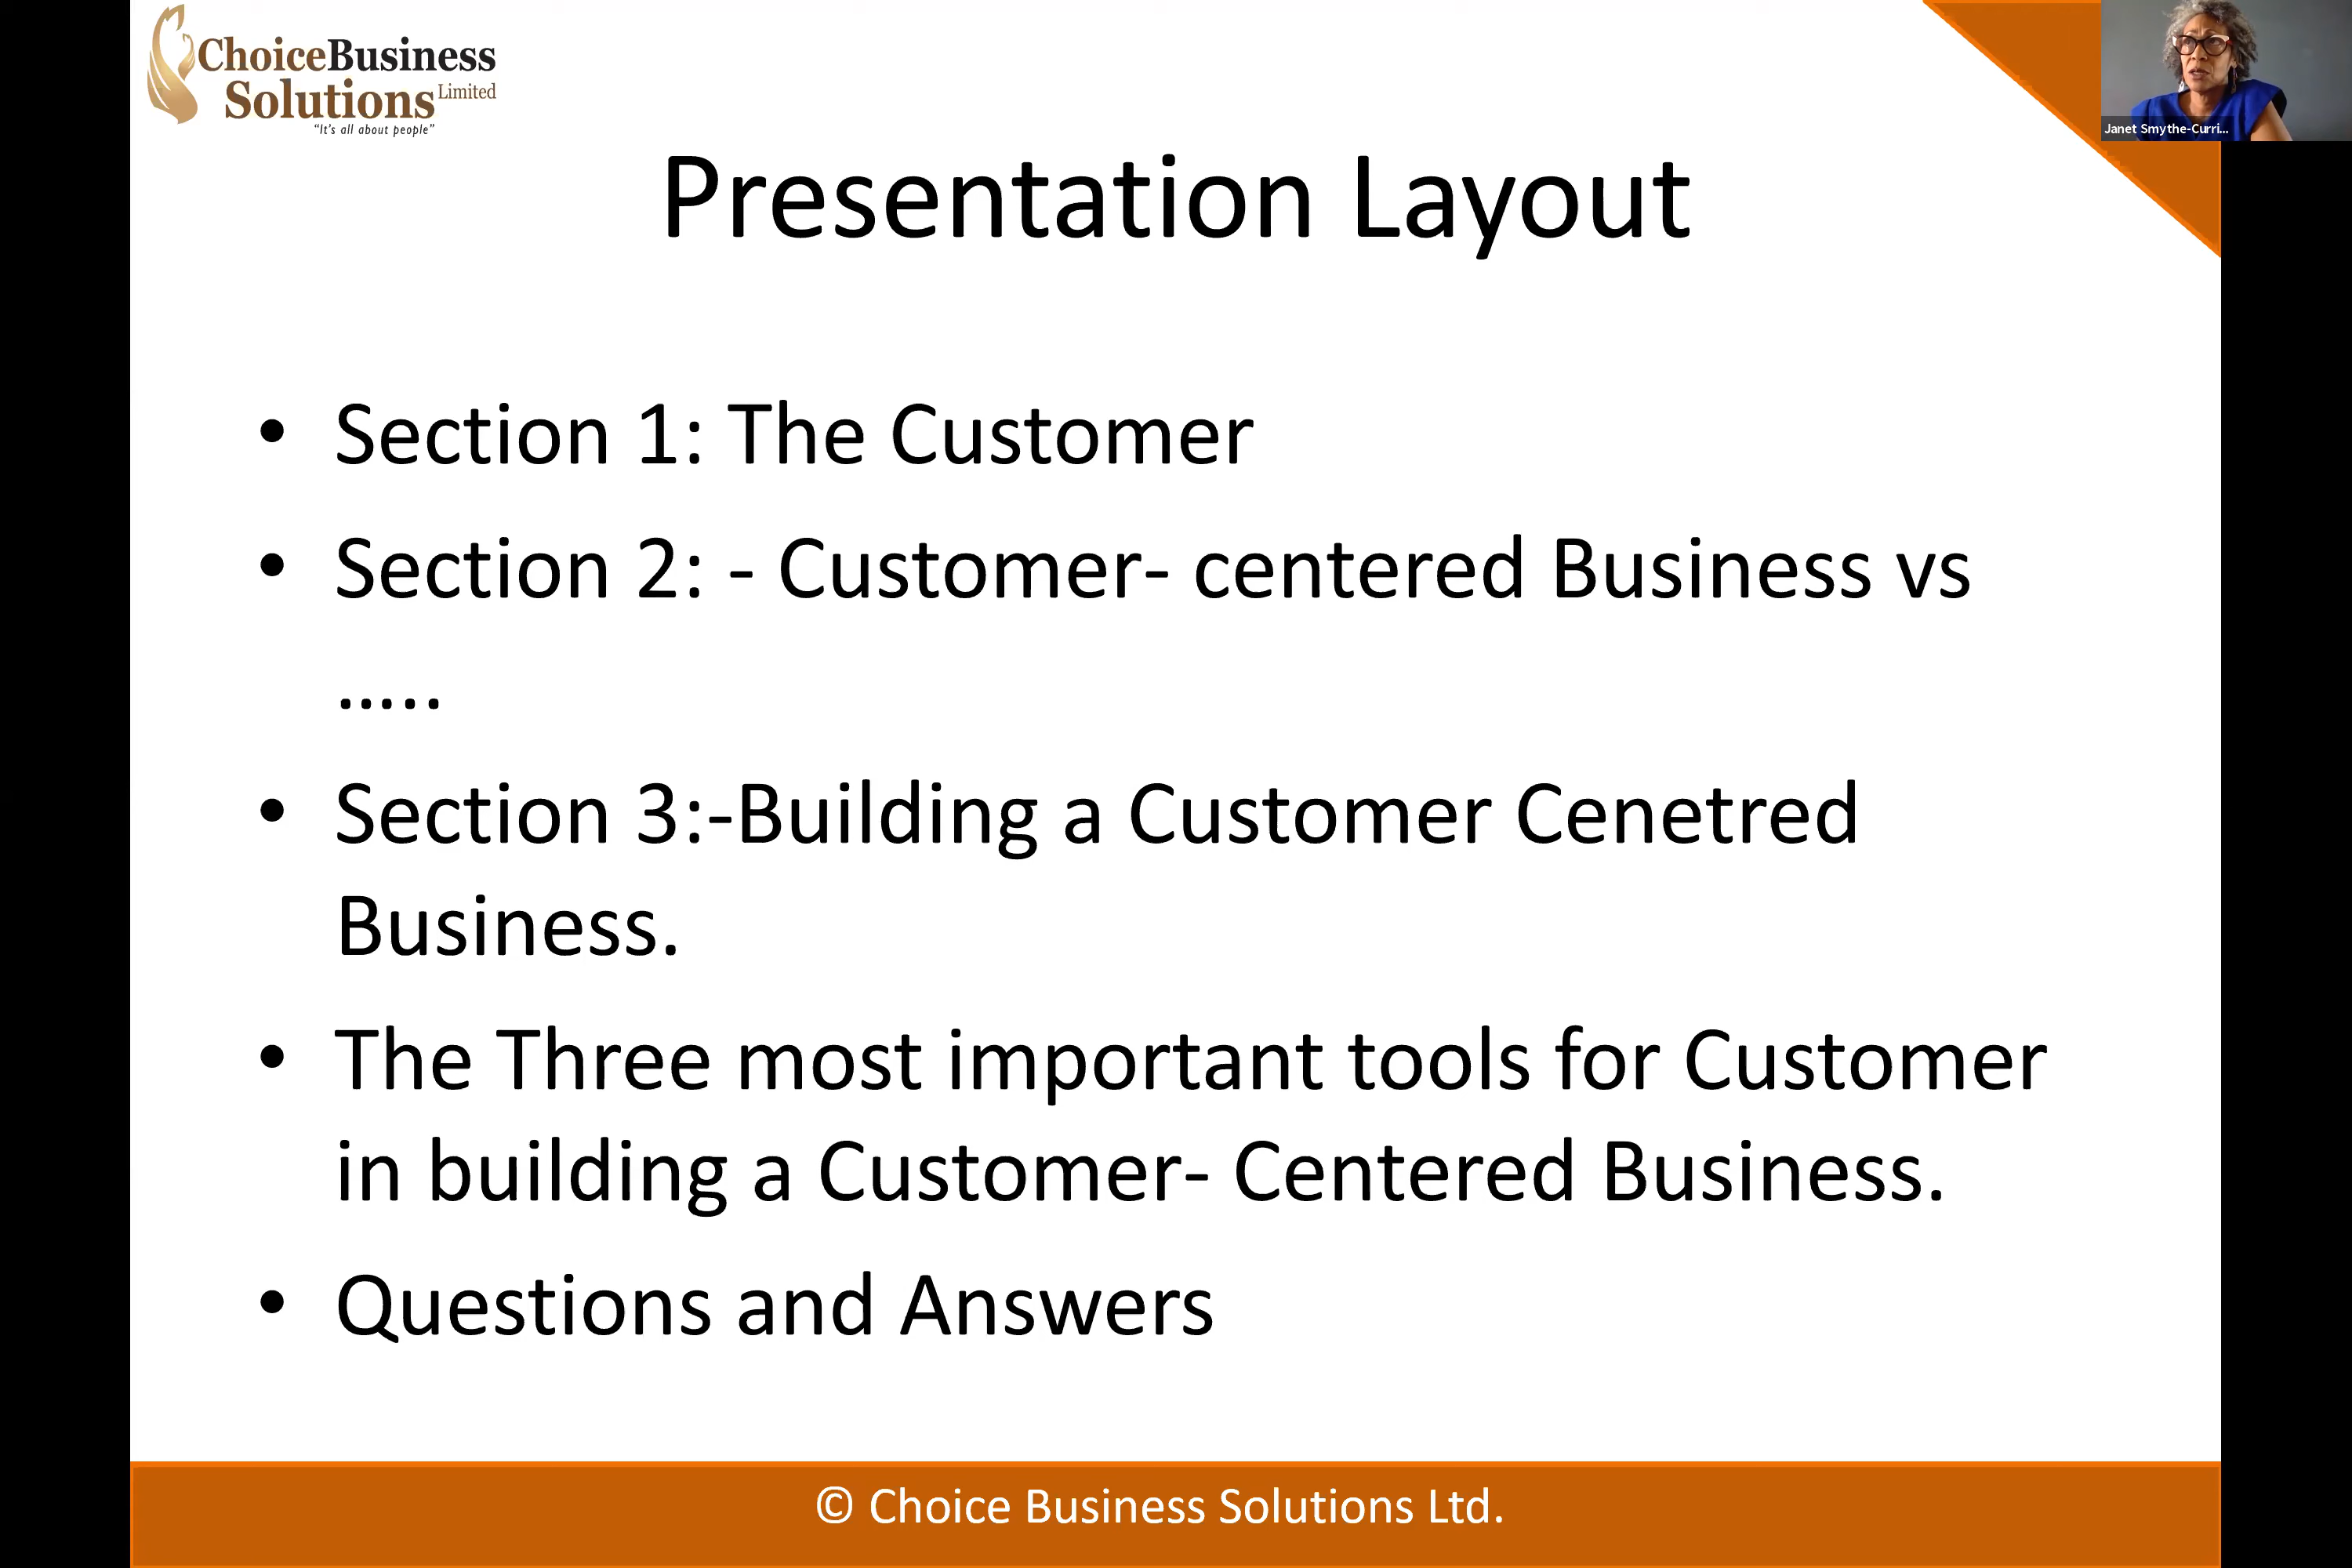 ChoiceBusiness
Solutions Limited
"It's all about people"
Janet Smythe-Curri...
Presentation Layout
• Section 1: The Customer
• Section 2: - Customer- centered Business vs
.....
• Section 3:-Building a Customer Cenetred
Business.
• The Three most important tools for Customer
in building a Customer- Centered Business.
• Questions and Answers
© Choice Business Solutions Ltd.